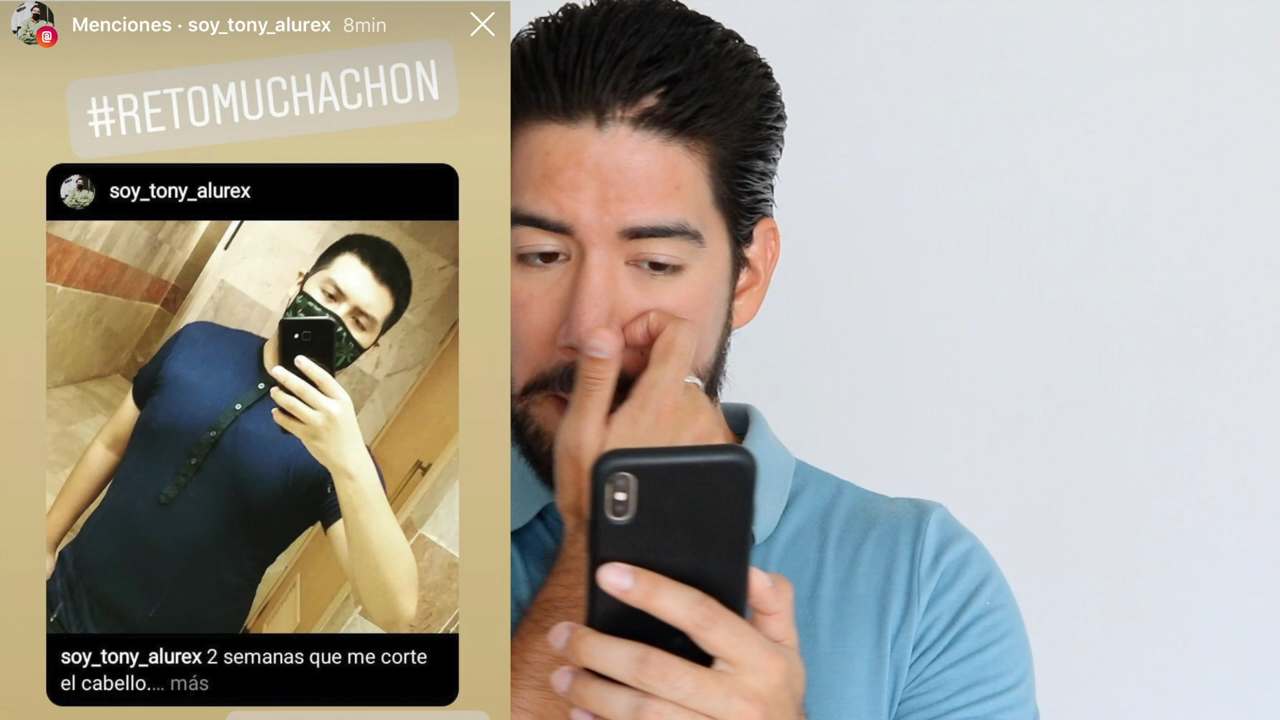 Menciones · soy_tony_alurex 8min
#RETOMUCHACHON
soy_tony_alurex
soy_tony_alurex 2 semanas que me corte
el cabello.... más